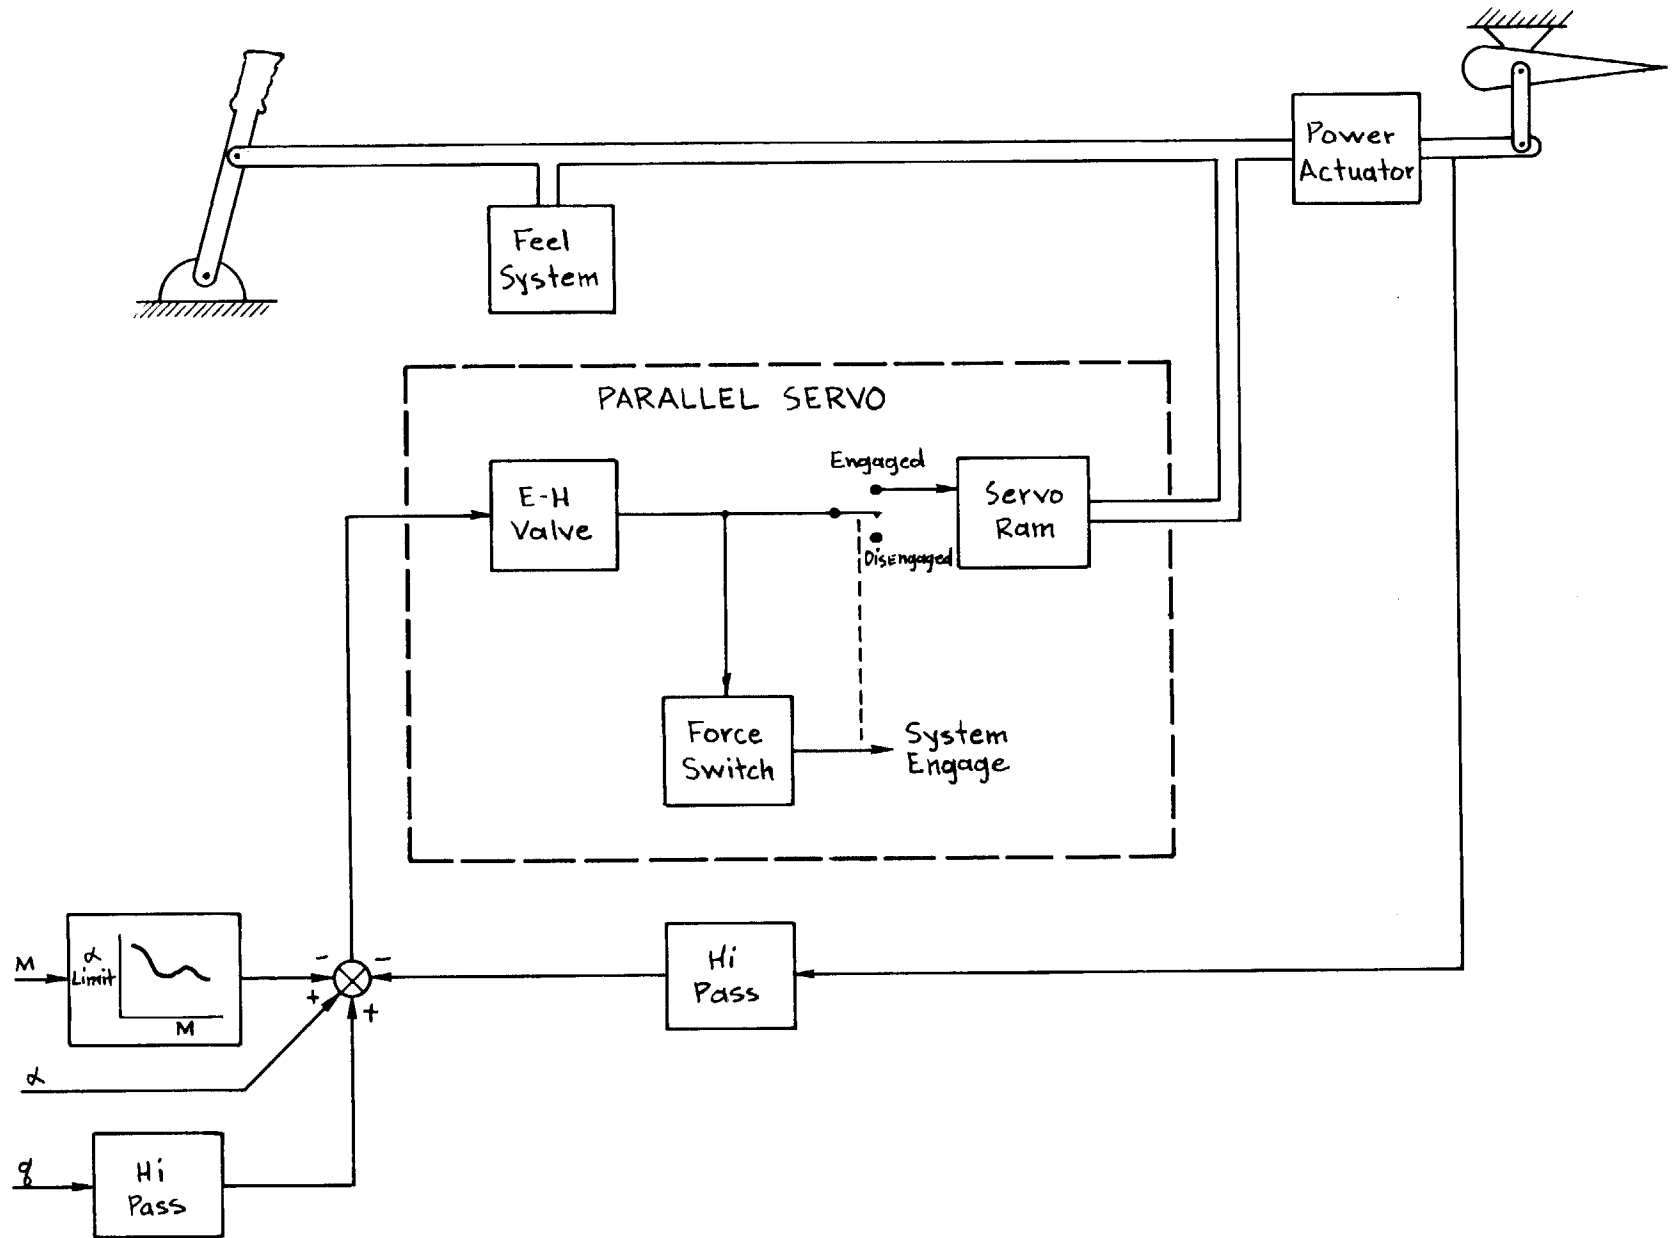 Power
Actuator
Feel
System
PARALLEL SERVO
Engaged
E-H
Valve
Servo
Ram
Disengaged
Force
Switch
System
Engage
M
α
Limit
M
-
-
+
+
Hi
Pass
α
q
Hi
Pass